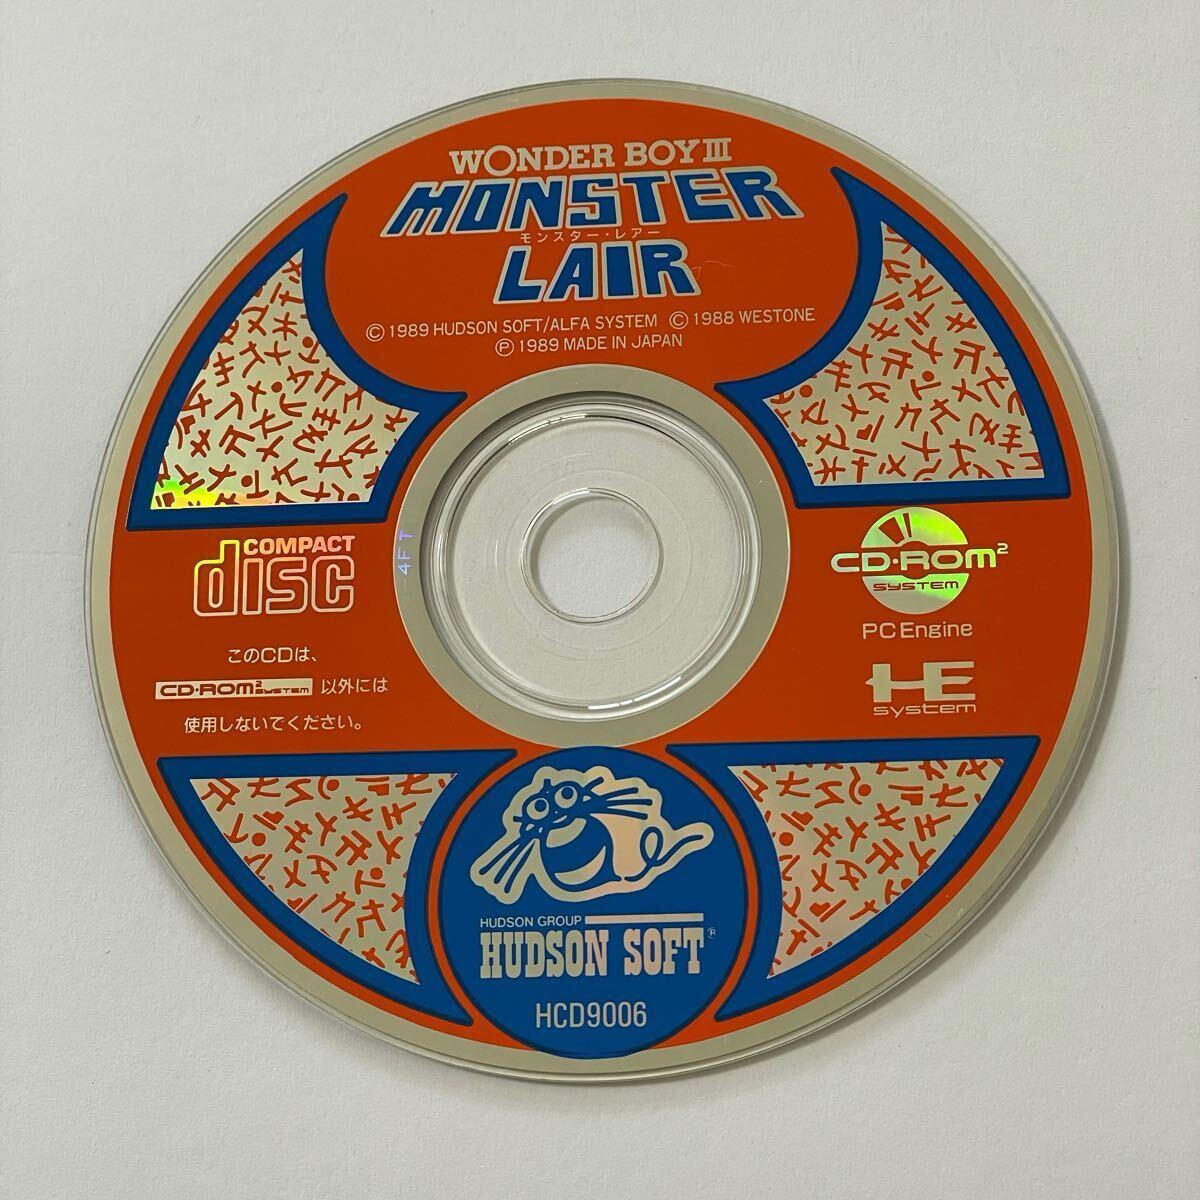 WONDER BOY III
MONSTER
モンスター・レアー
LAIR
© 1989 HUDSON SOFT/ALFA SYSTEM © 1988 WESTONE
Ⓟ 1989 MADE IN JAPAN
4FT
COMPACT
disc
このCDは、
CD-ROM² SYSTEM 以外には
使用しないでください。
CD-ROM²
SYSTEM
PC Engine
HE
system
HUDSON GROUP
HUDSON SOFT®
HCD9006